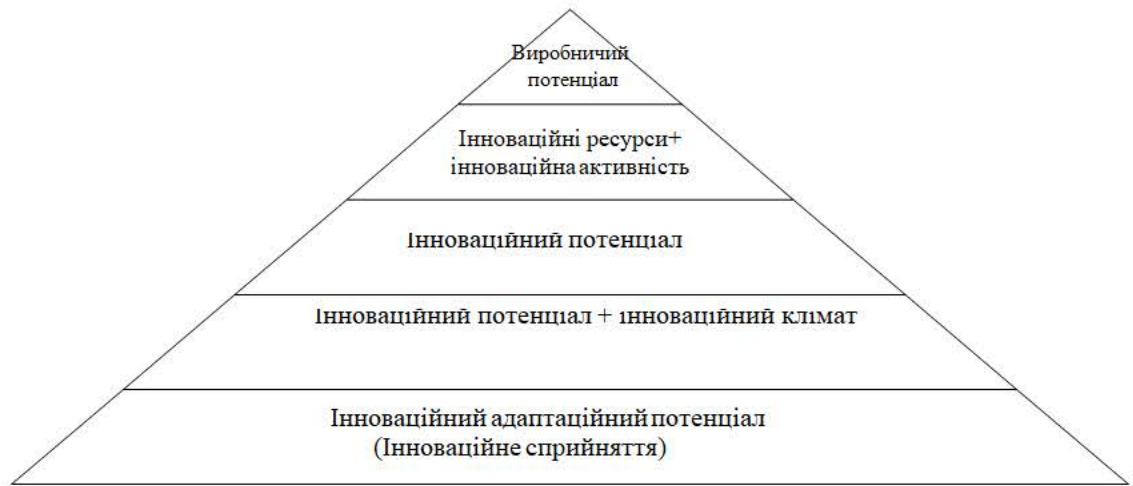 Виробничий
потенціал
Інноваційні ресурси+
інноваційна активність
Інноваційний потенціал
Інноваційний потенціал + інноваційний клімат
Інноваційний адаптаційний потенціал
(Інноваційне сприйняття)